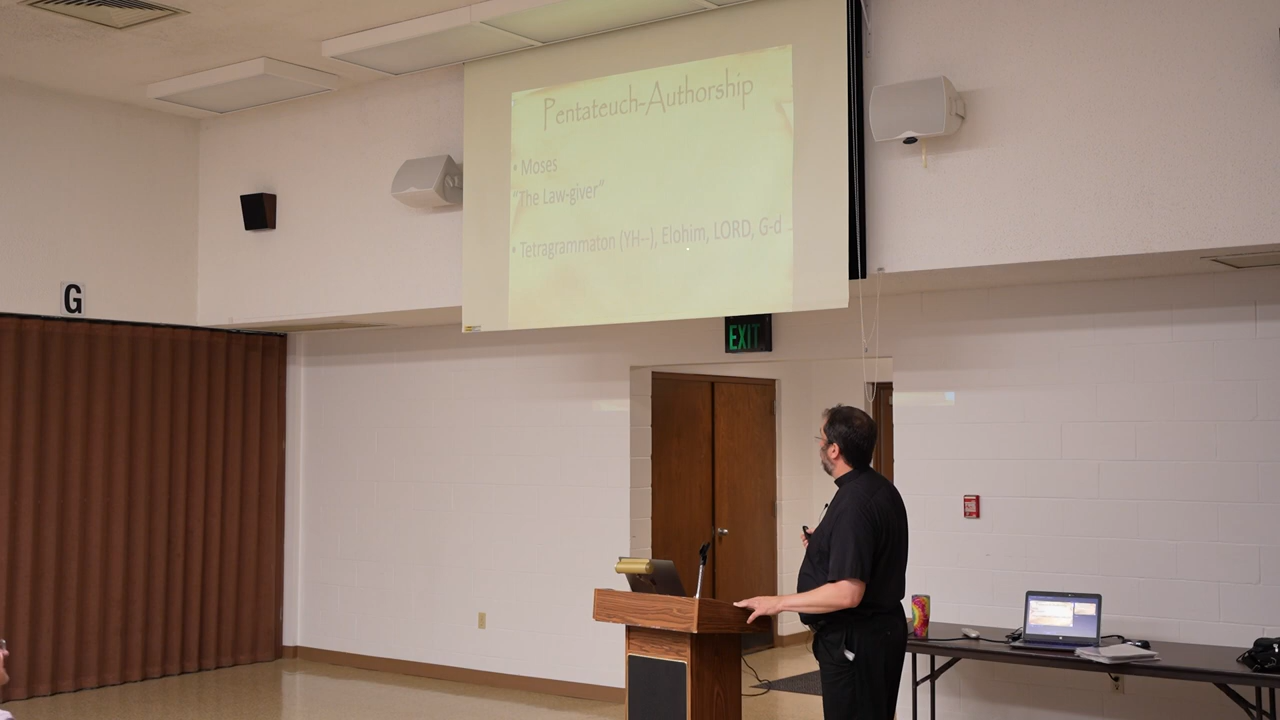 Pentateuch-Authorship
• Moses
"The Law-giver"
• Tetragrammaton (YH--), Elohim, LORD, G-d
G
EXIT